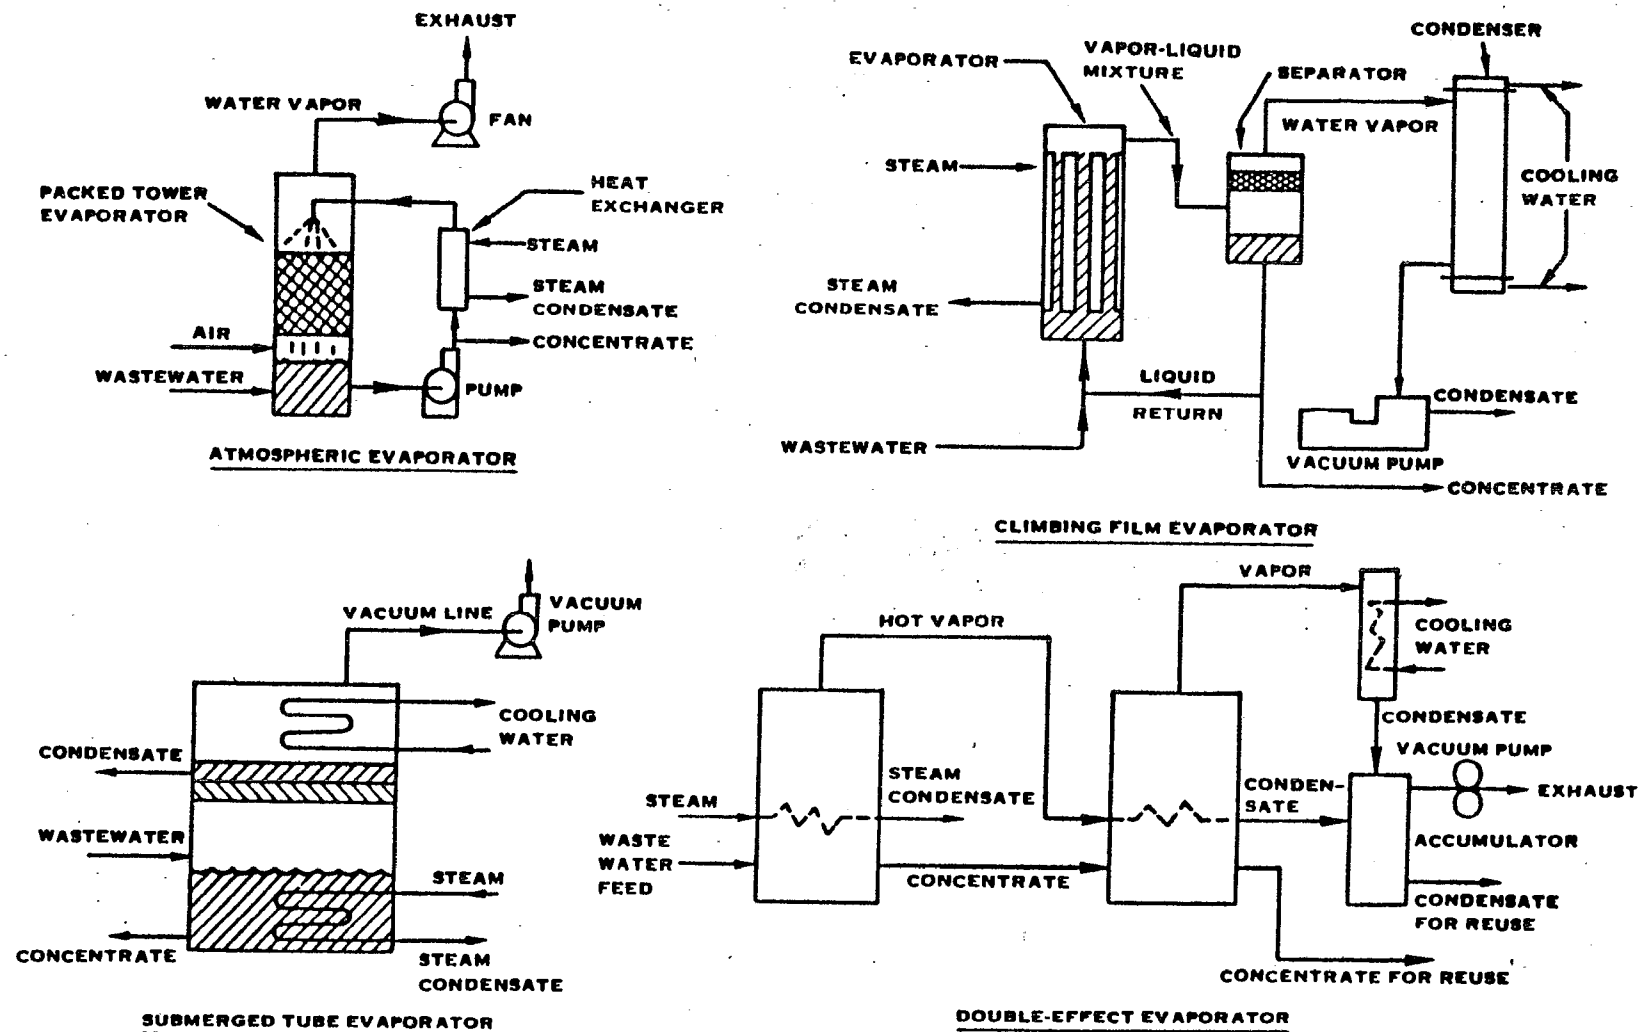 EXHAUST
WATER VAPOR
FAN
PACKED TOWER
EVAPORATOR
HEAT
EXCHANGER
STEAM
STEAM
CONDENSATE
AIR
CONCENTRATE
WASTEWATER
PUMP
ATMOSPHERIC EVAPORATOR
CONDENSER
VAPOR-LIQUID
MIXTURE
EVAPORATOR
SEPARATOR
WATER VAPOR
STEAM
COOLING
WATER
STEAM
CONDENSATE
LIQUID
RETURN
CONDENSATE
WASTEWATER
VACUUM PUMP
CONCENTRATE
CLIMBING FILM EVAPORATOR
VACUUM LINE
VACUUM
PUMP
COOLING
WATER
CONDENSATE
WASTEWATER
STEAM
CONCENTRATE
STEAM
CONDENSATE
SUBMERGED TUBE EVAPORATOR
VAPOR
HOT VAPOR
COOLING
WATER
CONDENSATE
VACUUM PUMP
STEAM
STEAM
CONDENSATE
CONDEN-
SATE
EXHAUST
WASTE
WATER
FEED
CONCENTRATE
ACCUMULATOR
CONDENSATE
FOR REUSE
CONCENTRATE FOR REUSE
DOUBLE-EFFECT EVAPORATOR